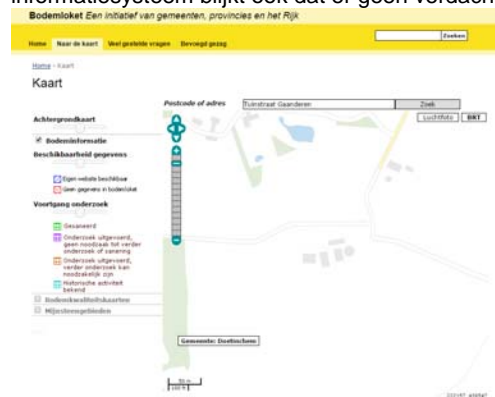 informatiesysteem blijkt ook dat er geen verdach
Bodemloket Een initiatief van gemeenten, provincies en het Rijk
Zoeken
Home Naar de kaart Veel gestelde vragen Bevoegd gezag
Home > Kaart
Kaart
Postcode of adres Tuinstraat Gaanderen Zoek
Luchtfoto BRT
Achtergrondkaart
Bodeminformatie
Beschikbaarheid gegevens
Eigen website beschikbaar
Geen gegevens in bodemloket
Voortgang onderzoek
Gesaneerd
Onderzoek uitgevoerd,
geen noodzaak tot verder
onderzoek of sanering
Onderzoek uitgevoerd,
verder onderzoek kan
noodzakelijk zijn
Historische activiteit
bekend
Bodemkwaliteitskaarten
Mijnsteengebieden
Gemeente: Doetinchem
50 m